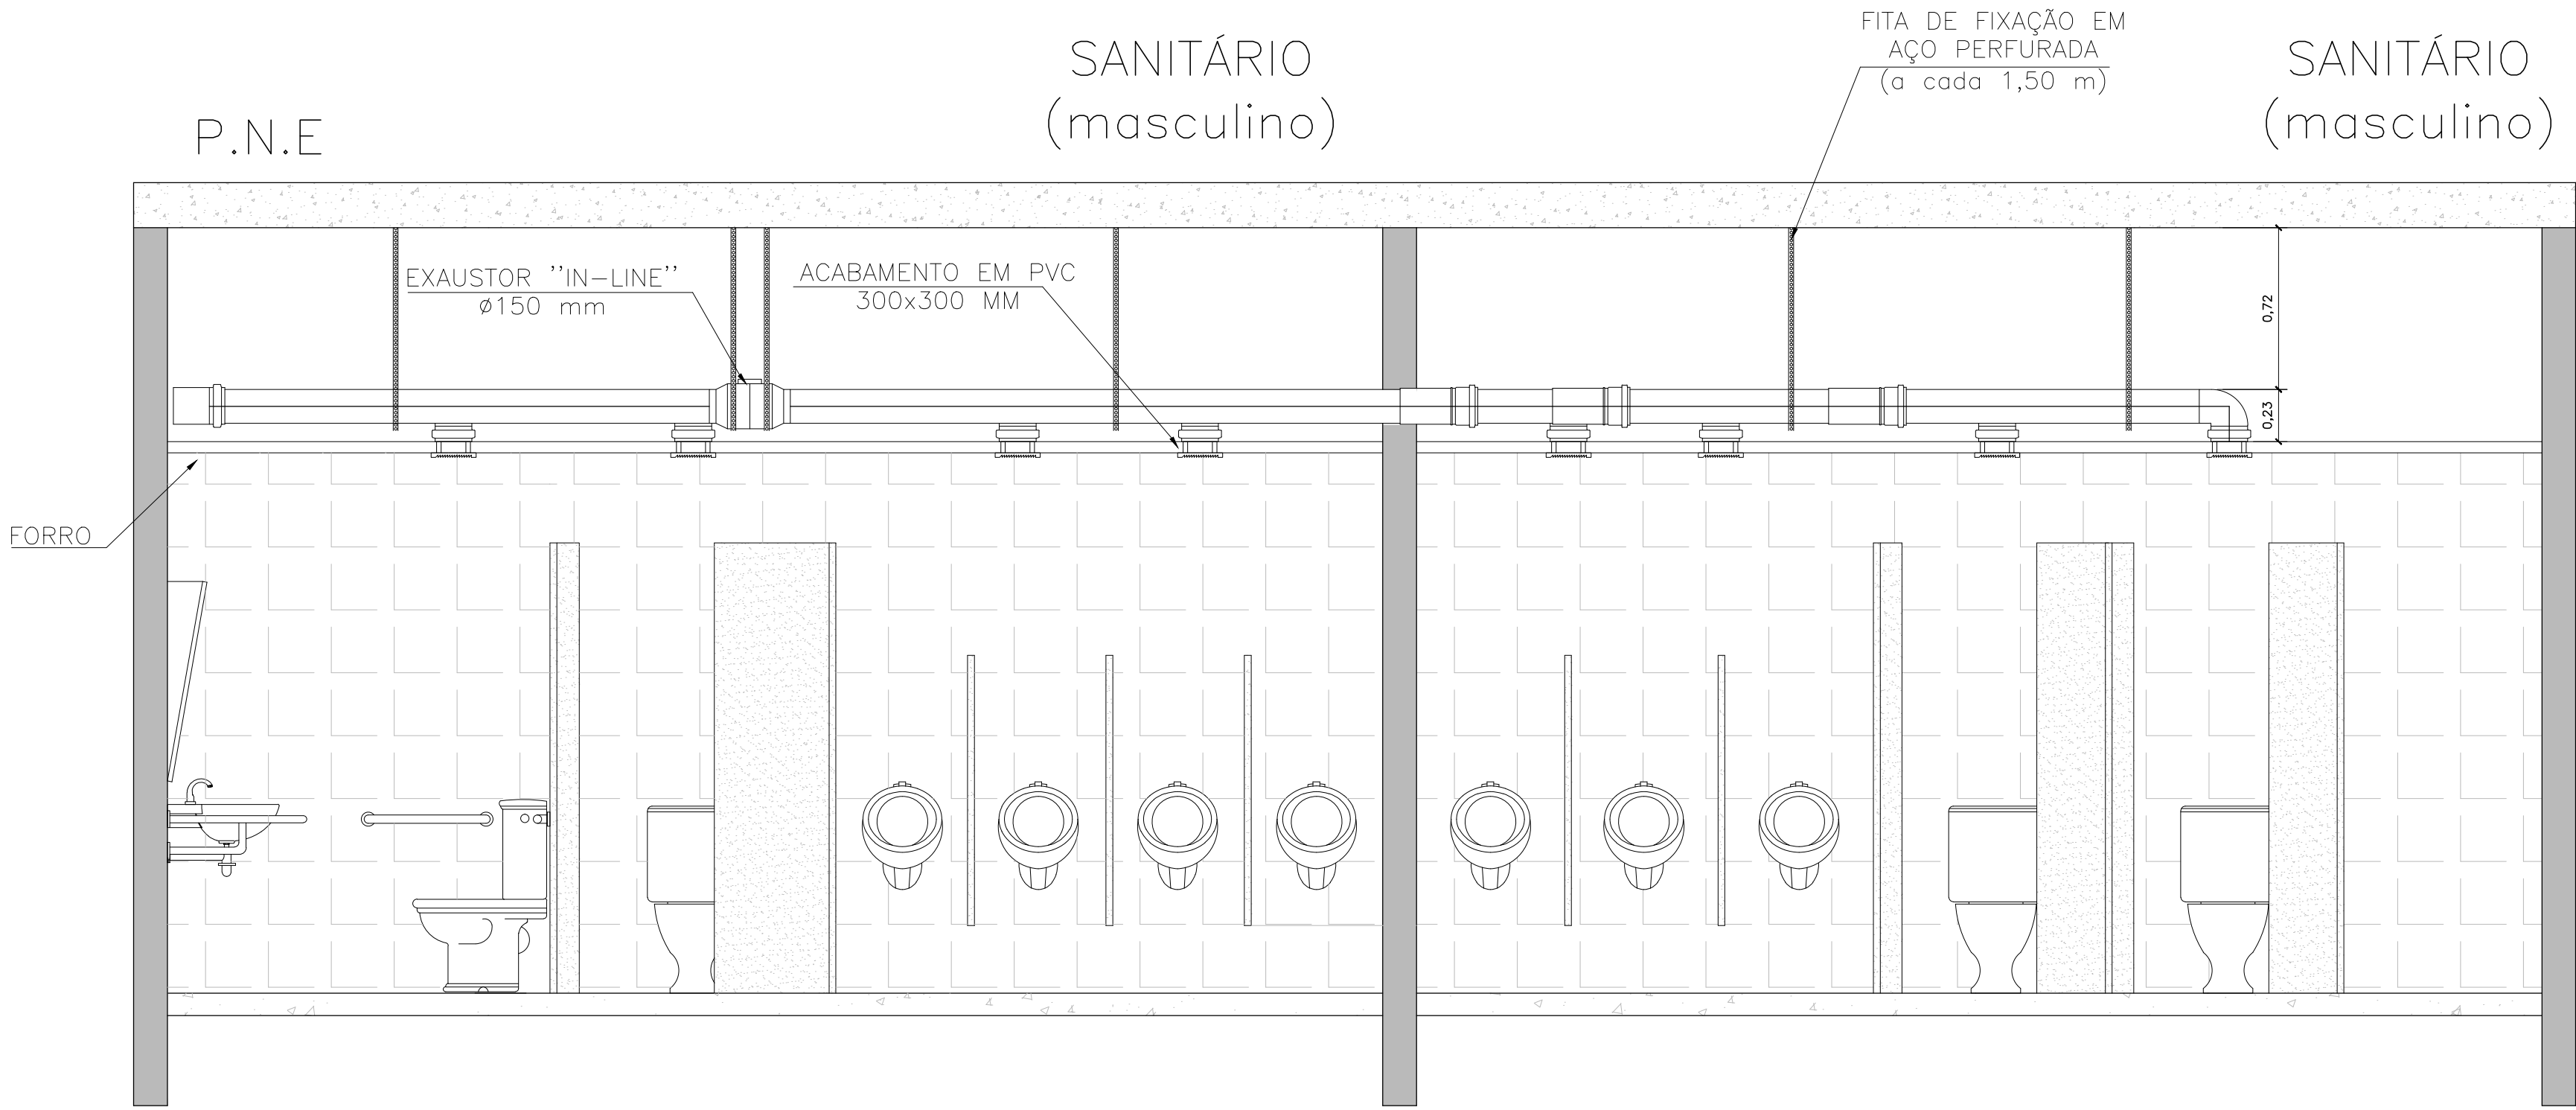 FITA DE FIXAÇÃO EM
AÇO PERFURADA
(a cada 1,50 m)
SANITÁRIO
(masculino)
SANITÁRIO
(masculino)
P.N.E
EXAUSTOR ''IN-LINE''
ø150 mm
ACABAMENTO EM PVC
300x300 MM
0,72
0,23
FORRO